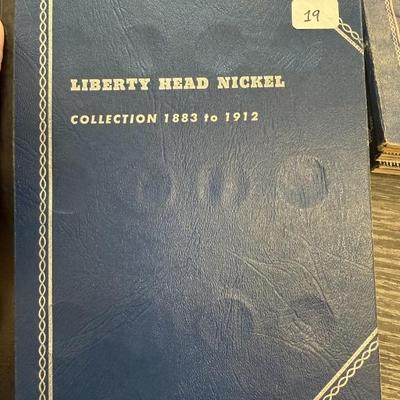 19
LIBERTY HEAD NICKEL
COLLECTION 1883 to 1912